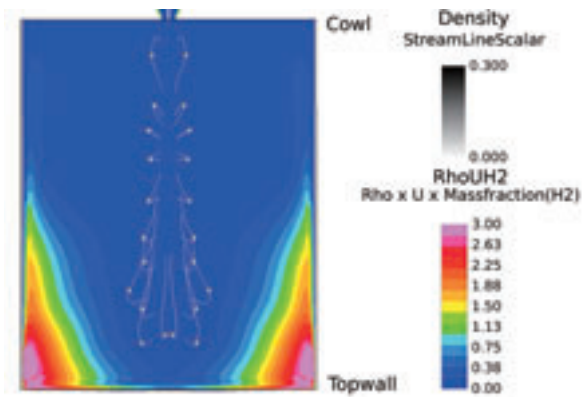 Cowl
Topwall
Density
StreamLineScalar
0.300
0.000
RhoUH2
Rho x U x Massfraction(H2)
3.00
2.63
2.25
1.88
1.50
1.13
0.75
0.38
0.00